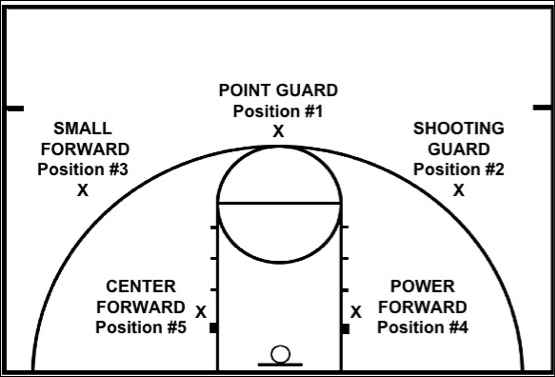 POINT GUARD
Position #1
X
SMALL
FORWARD
Position #3
X
SHOOTING
GUARD
Position #2
X
CENTER
FORWARD
Position #5
X
POWER
FORWARD
Position #4
X